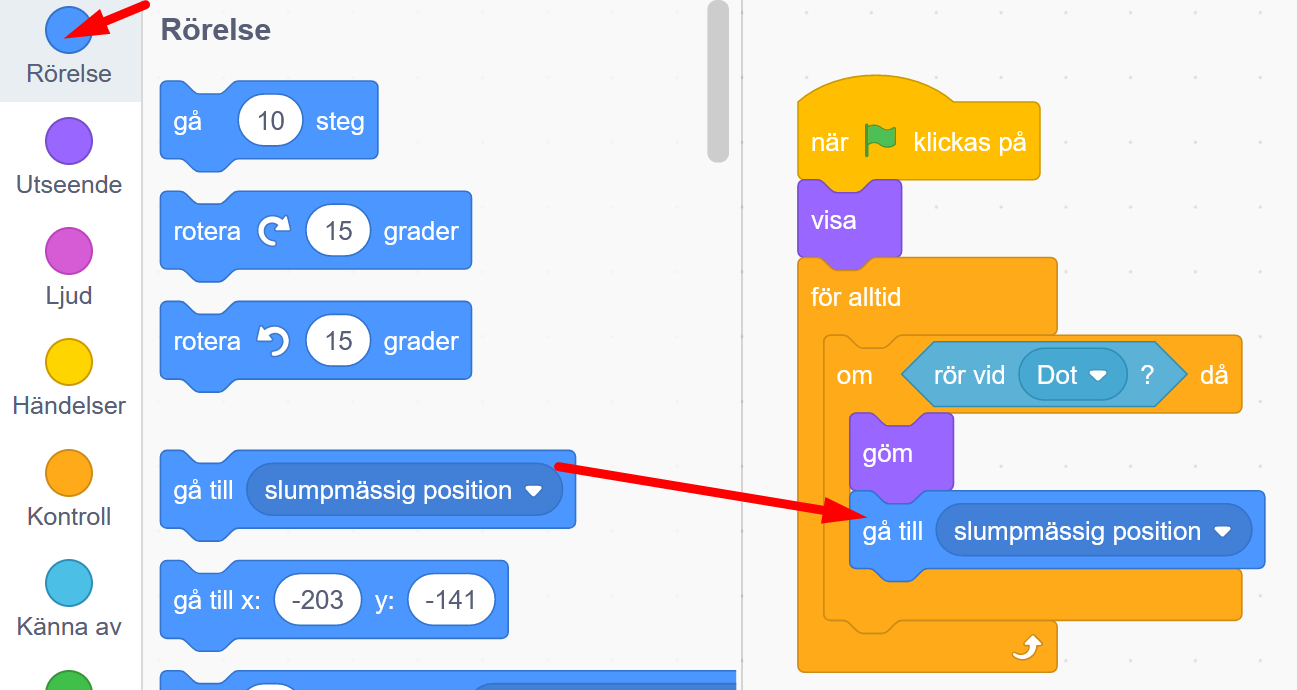 Rörelse
Utseende
Ljud
Händelser
Kontroll
Känna av
Rörelse
gå 10 steg
rotera 15 grader
rotera 15 grader
gå till slumpmässig position
gå till x: -203 y: -141
när klickas på
visa
för alltid
om rör vid Dot ? då
göm
gå till slumpmässig position